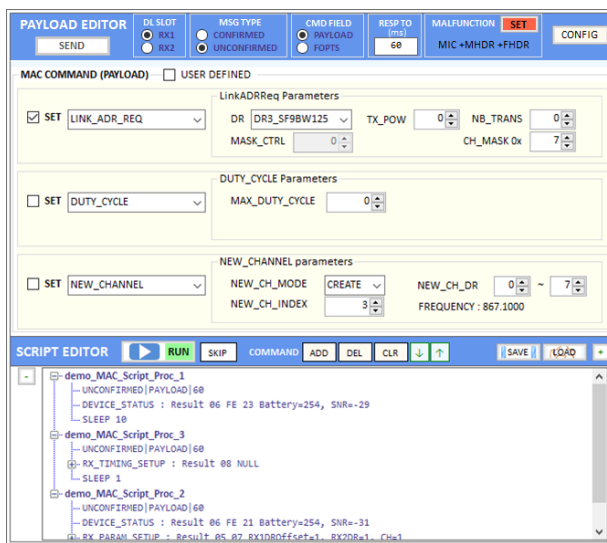 PAYLOAD EDITOR
SEND
DL SLOT
RX1
RX2
MSG TYPE
CONFIRMED
UNCONFIRMED
CMD FIELD
PAYLOAD
FOPTS
RESP TO
(ms)
60
MALFUNCTION SET
MIC +MHDR +FHDR
CONFIG
MAC COMMAND (PAYLOAD) USER DEFINED
LinkADRReq Parameters
SET LINK_ADR_REQ DR DR3_SF9BW125 TX_POW 0 NB_TRANS 0
MASK_CTRL 0 CH_MASK 0x 7
DUTY_CYCLE Parameters
SET DUTY_CYCLE MAX_DUTY_CYCLE 0
NEW_CHANNEL parameters
SET NEW_CHANNEL NEW_CH_MODE CREATE NEW_CH_DR 0 ~ 7
NEW_CH_INDEX 3 FREQUENCY : 867.1000
SCRIPT EDITOR RUN SKIP COMMAND ADD DEL CLR ↓ ↑ SAVE LOAD +
-
demo_MAC_Script_Proc_1
UNCONFIRMED|PAYLOAD|60
DEVICE_STATUS : Result 06 FE 23 Battery=254, SNR=-29
SLEEP 10
demo_MAC_Script_Proc_3
UNCONFIRMED|PAYLOAD|60
RX_TIMING_SETUP : Result 08 NULL
SLEEP 1
demo_MAC_Script_Proc_2
UNCONFIRMED|PAYLOAD|60
DEVICE_STATUS : Result 06 FE 21 Battery=254, SNR=-31
RX_PARAM_SETUP : Result 05 07 RX1DROffset=1, RX2DR=1, CH=1